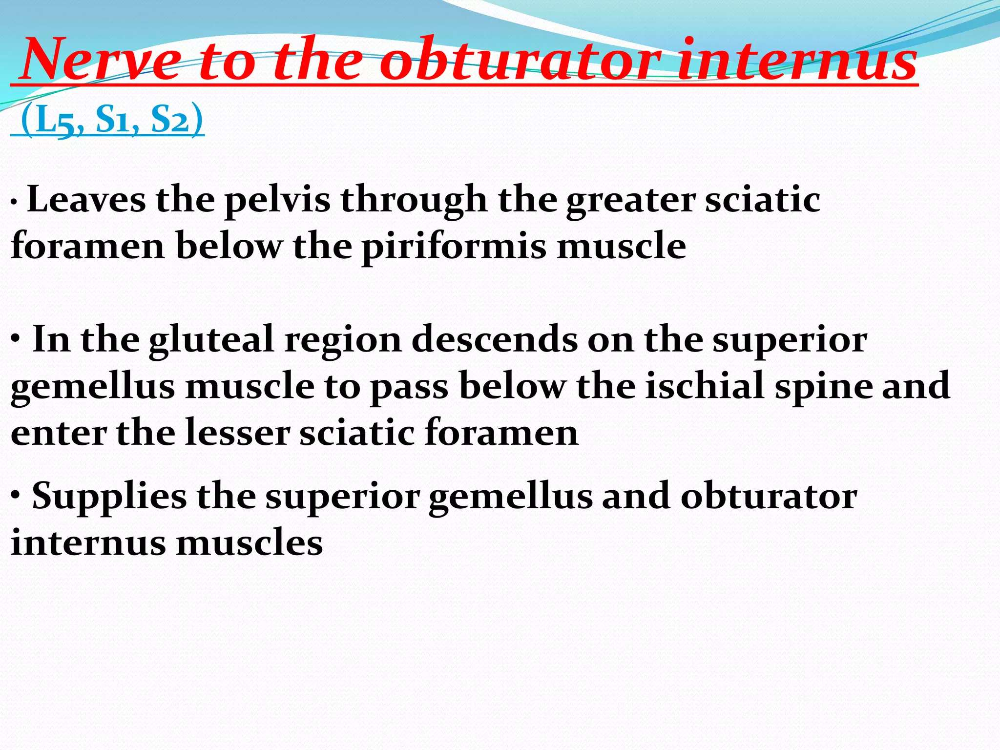 Nerve to the obturator internus
(L5, S1, S2)
• Leaves the pelvis through the greater sciatic
foramen below the piriformis muscle
• In the gluteal region descends on the superior
gemellus muscle to pass below the ischial spine and
enter the lesser sciatic foramen
• Supplies the superior gemellus and obturator
internus muscles